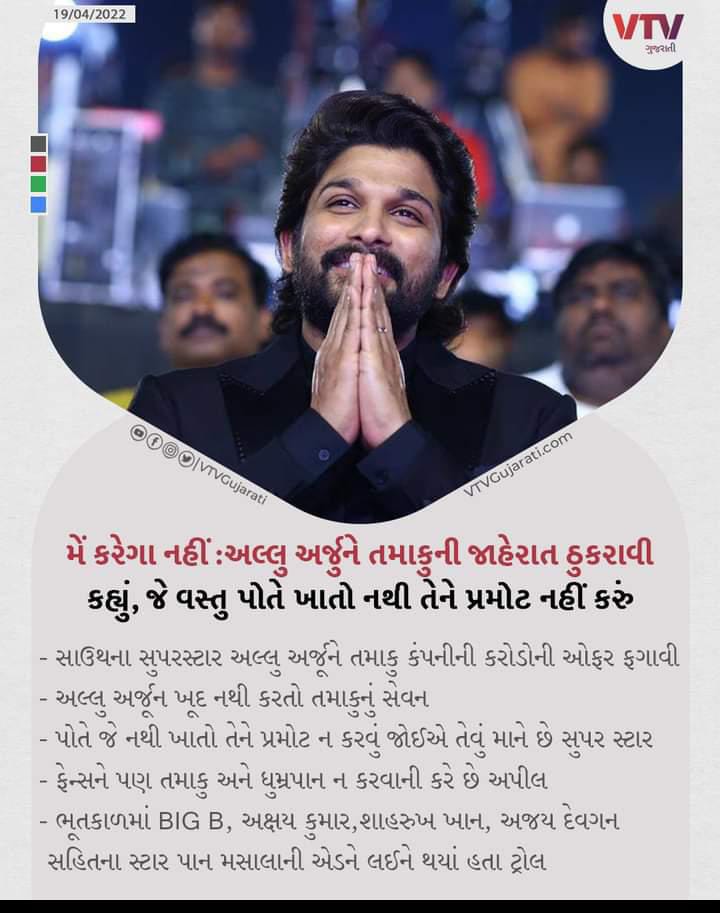 19/04/2022
VTV
ગુજરાતી
/VTVGujarati
VTVGujarati.com
મેં કરેગા નહીં :અલ્લુ અર્જુને તમાકુની જાહેરાત ઠુકરાવી
કહ્યું, જે વસ્તુ પોતે ખાતો નથી તેને પ્રમોટ નહીં કરું
- સાઉથના સુપરસ્ટાર અલ્લુ અર્જૂને તમાકુ કંપનીની કરોડોની ઓફર ફગાવી
- અલ્લુ અર્જૂન ખૂદ નથી કરતો તમાકુનું સેવન
- પોતે જે નથી ખાતો તેને પ્રમોટ ન કરવું જોઈએ તેવું માને છે સુપર સ્ટાર
- ફેન્સને પણ તમાકુ અને ધુમ્રપાન ન કરવાની કરે છે અપીલ
- ભૂતકાળમાં BIG B, અક્ષય કુમાર,શાહરુખ ખાન, અજય દેવગન
સહિતના સ્ટાર પાન મસાલાની એડને લઈને થયાં હતા ટ્રોલ